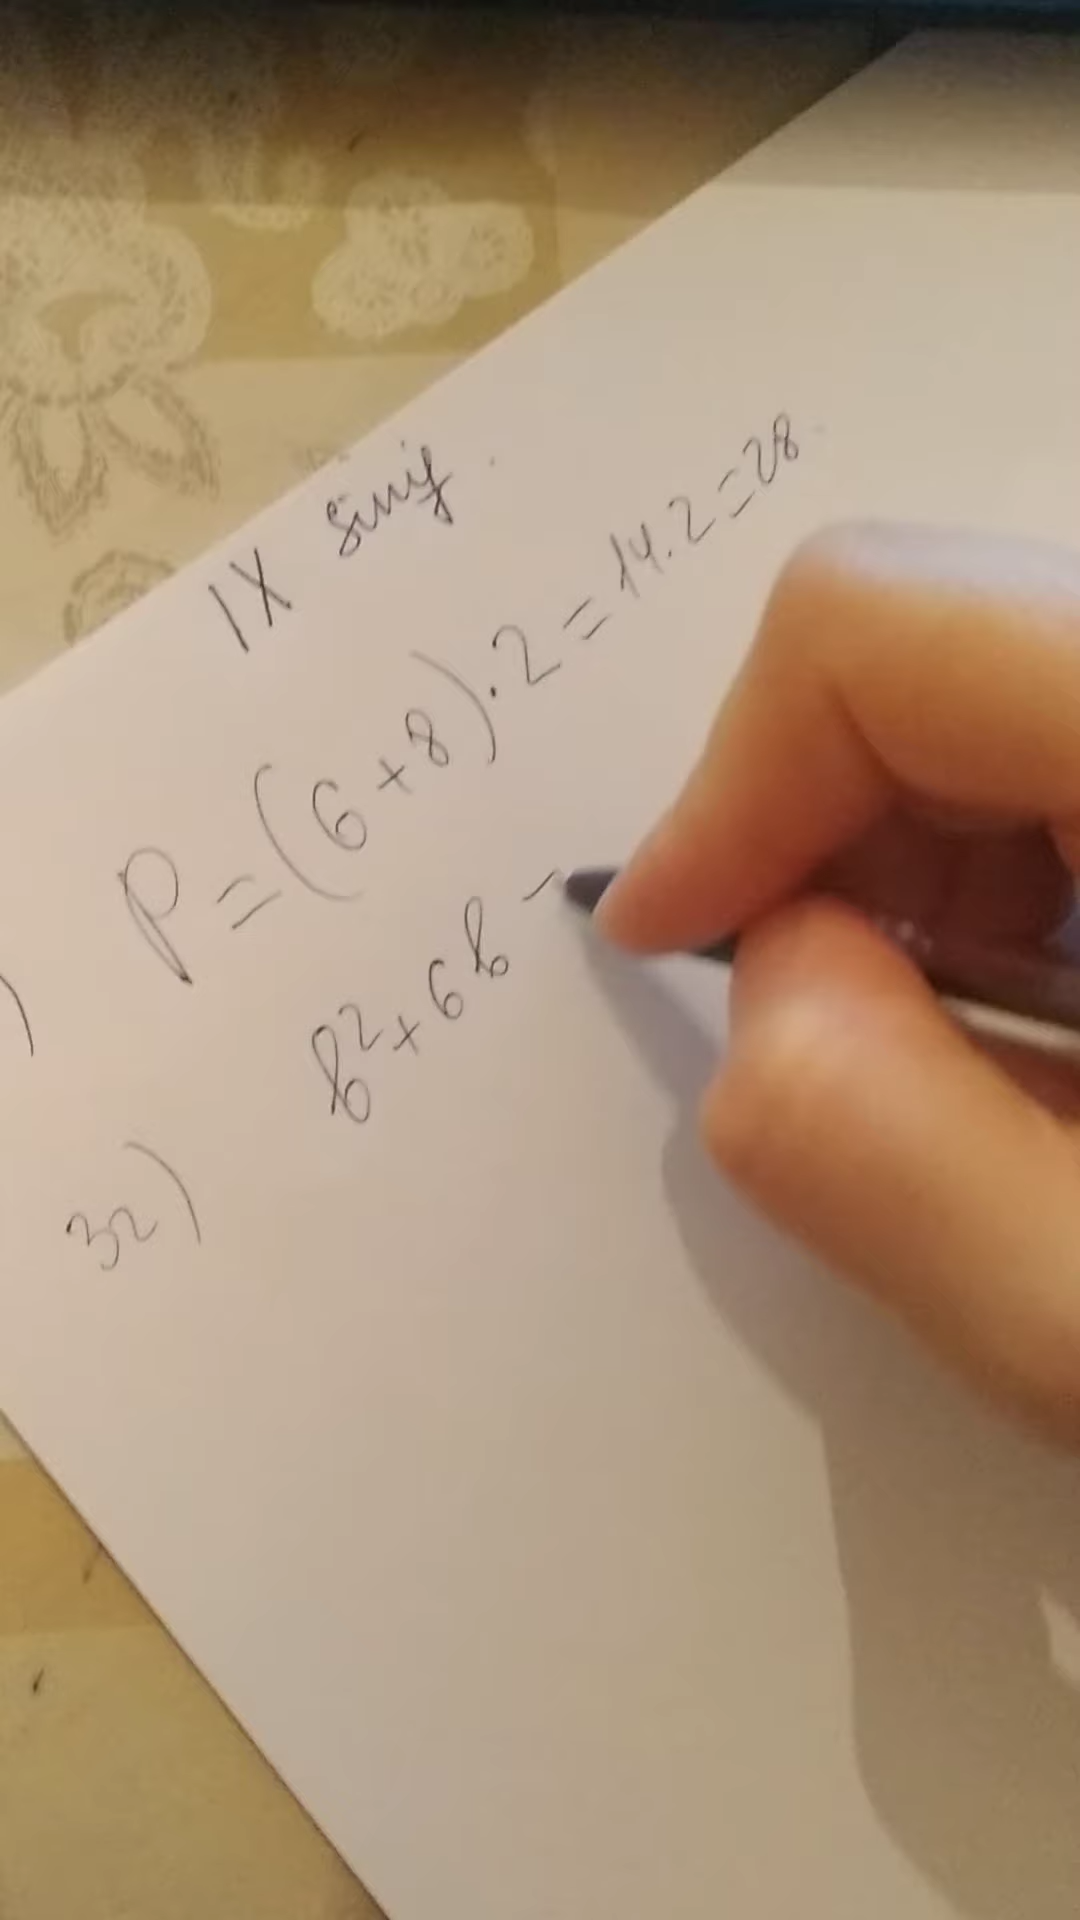 IX sinif.
) P = (6+8).2 = 14.2 = 28
32) b²+6b -